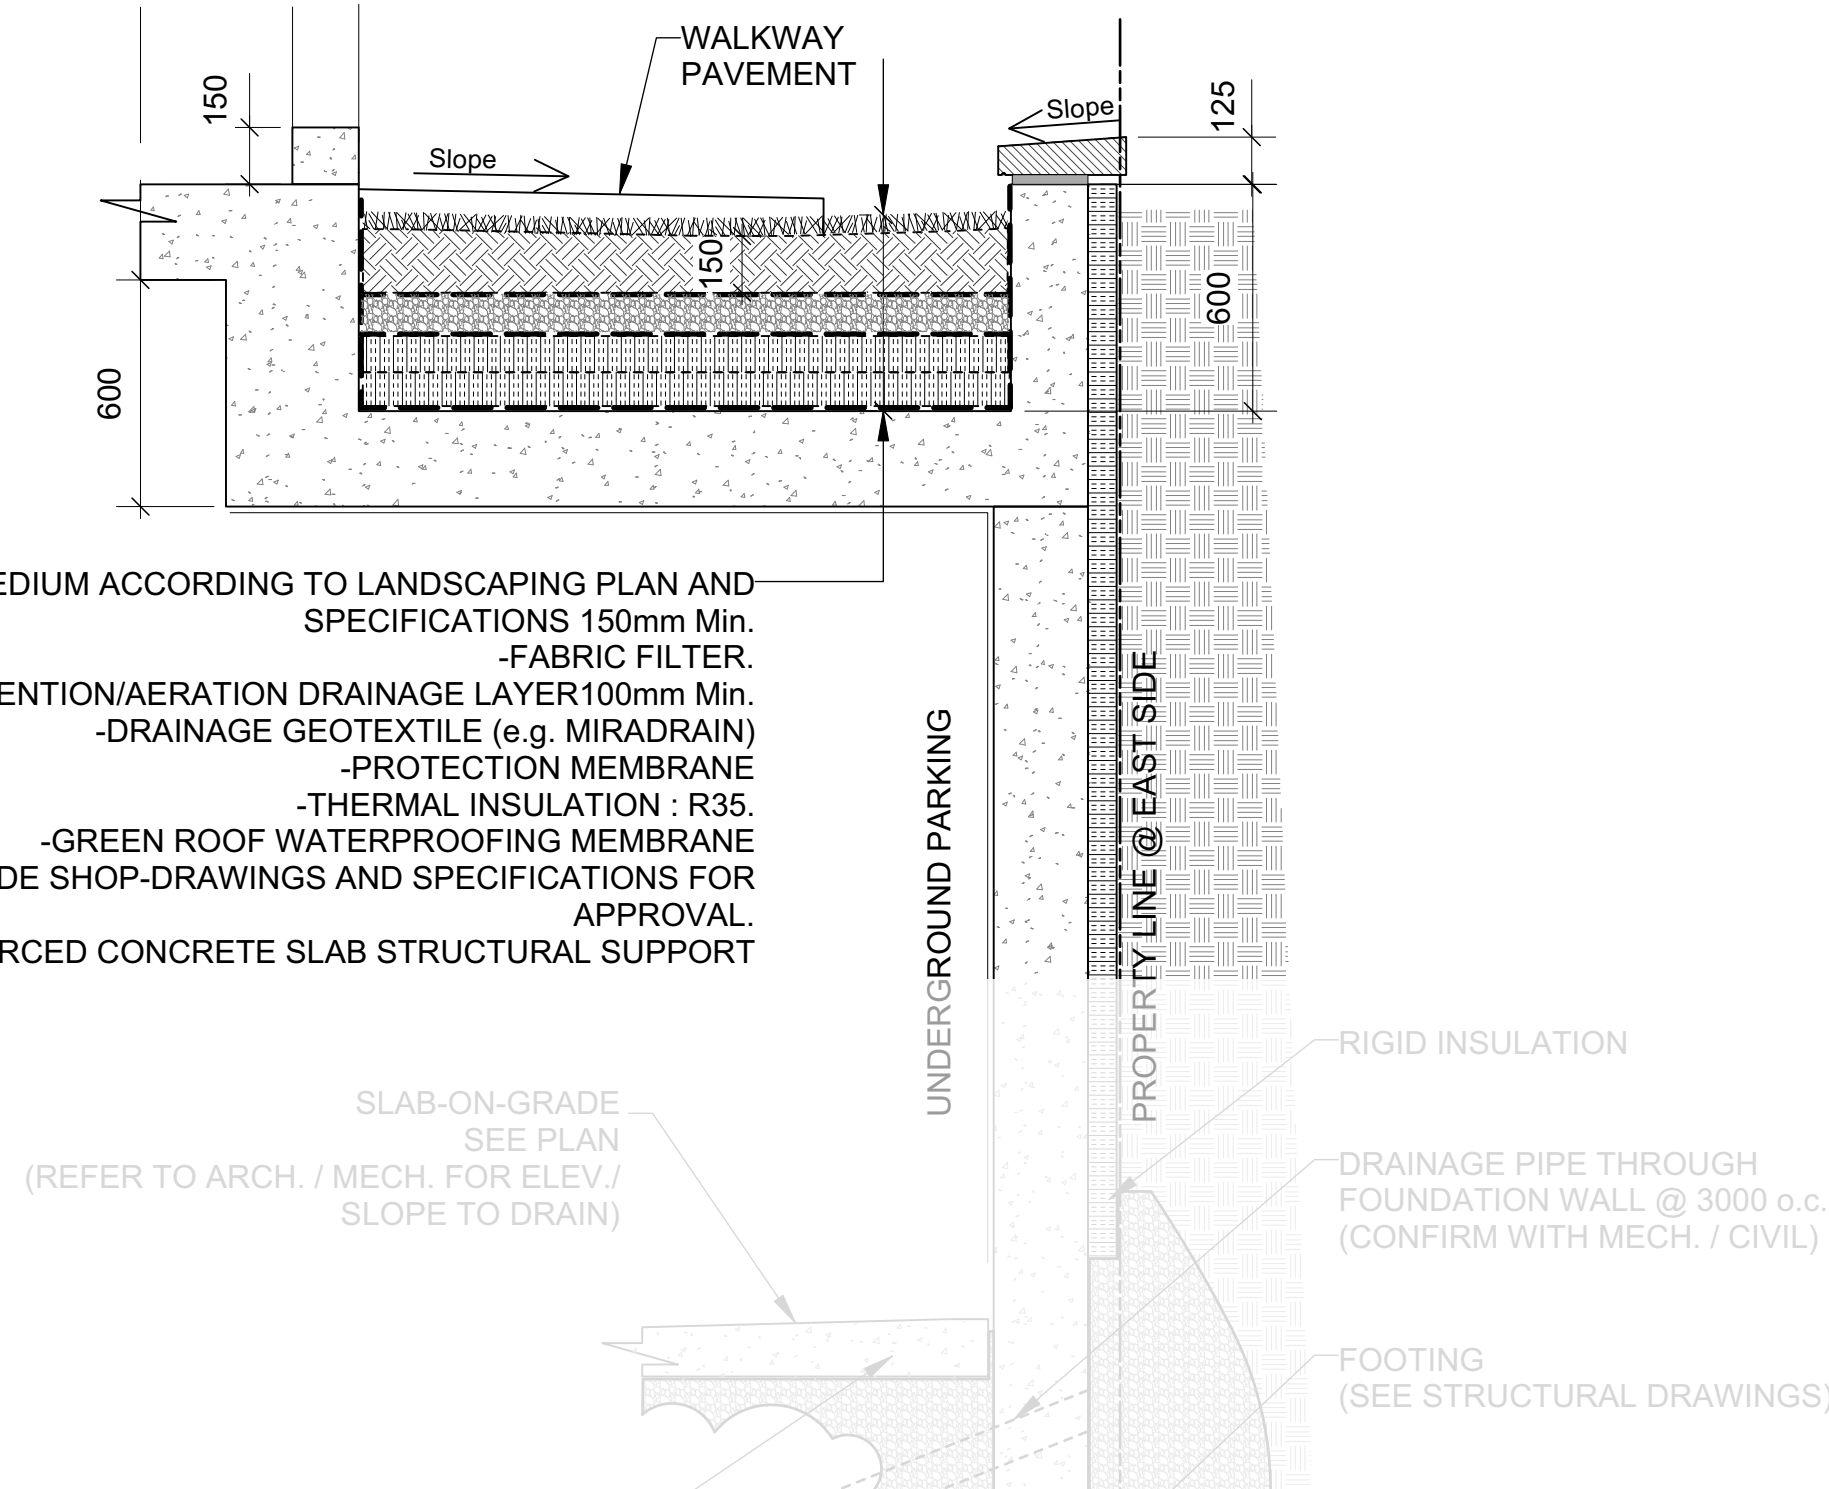 WALKWAY
PAVEMENT
150
Slope
Slope
125
150
600
600
EDIUM ACCORDING TO LANDSCAPING PLAN AND
SPECIFICATIONS 150mm Min.
-FABRIC FILTER.
ENTION/AERATION DRAINAGE LAYER100mm Min.
-DRAINAGE GEOTEXTILE (e.g. MIRADRAIN)
-PROTECTION MEMBRANE
-THERMAL INSULATION : R35.
-GREEN ROOF WATERPROOFING MEMBRANE
DE SHOP-DRAWINGS AND SPECIFICATIONS FOR
APPROVAL.
RCED CONCRETE SLAB STRUCTURAL SUPPORT
UNDERGROUND PARKING
PROPERTY LINE @ EAST SIDE
RIGID INSULATION
SLAB-ON-GRADE
SEE PLAN
(REFER TO ARCH. / MECH. FOR ELEV./
SLOPE TO DRAIN)
DRAINAGE PIPE THROUGH
FOUNDATION WALL @ 3000 o.c.
(CONFIRM WITH MECH. / CIVIL)
FOOTING
(SEE STRUCTURAL DRAWINGS)